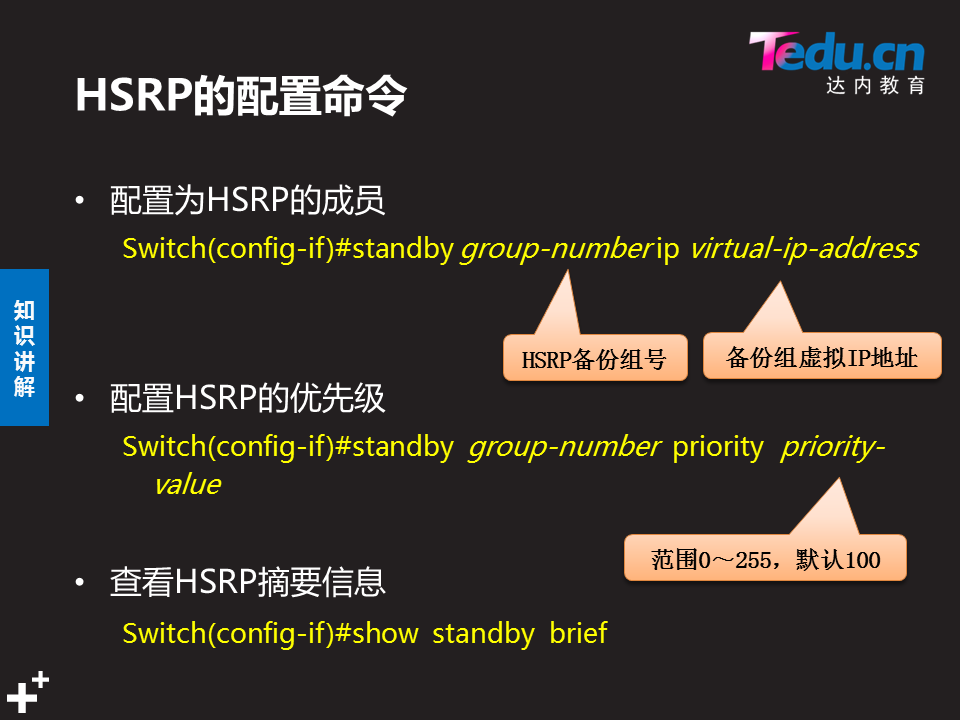 Tedu.cn
达内教育
HSRP的配置命令
• 配置为HSRP的成员
Switch(config-if)#standby group-number ip virtual-ip-address
HSRP备份组号
备份组虚拟IP地址
知识讲解
• 配置HSRP的优先级
Switch(config-if)#standby group-number priority priority-
value
范围0～255，默认100
• 查看HSRP摘要信息
Switch(config-if)#show standby brief